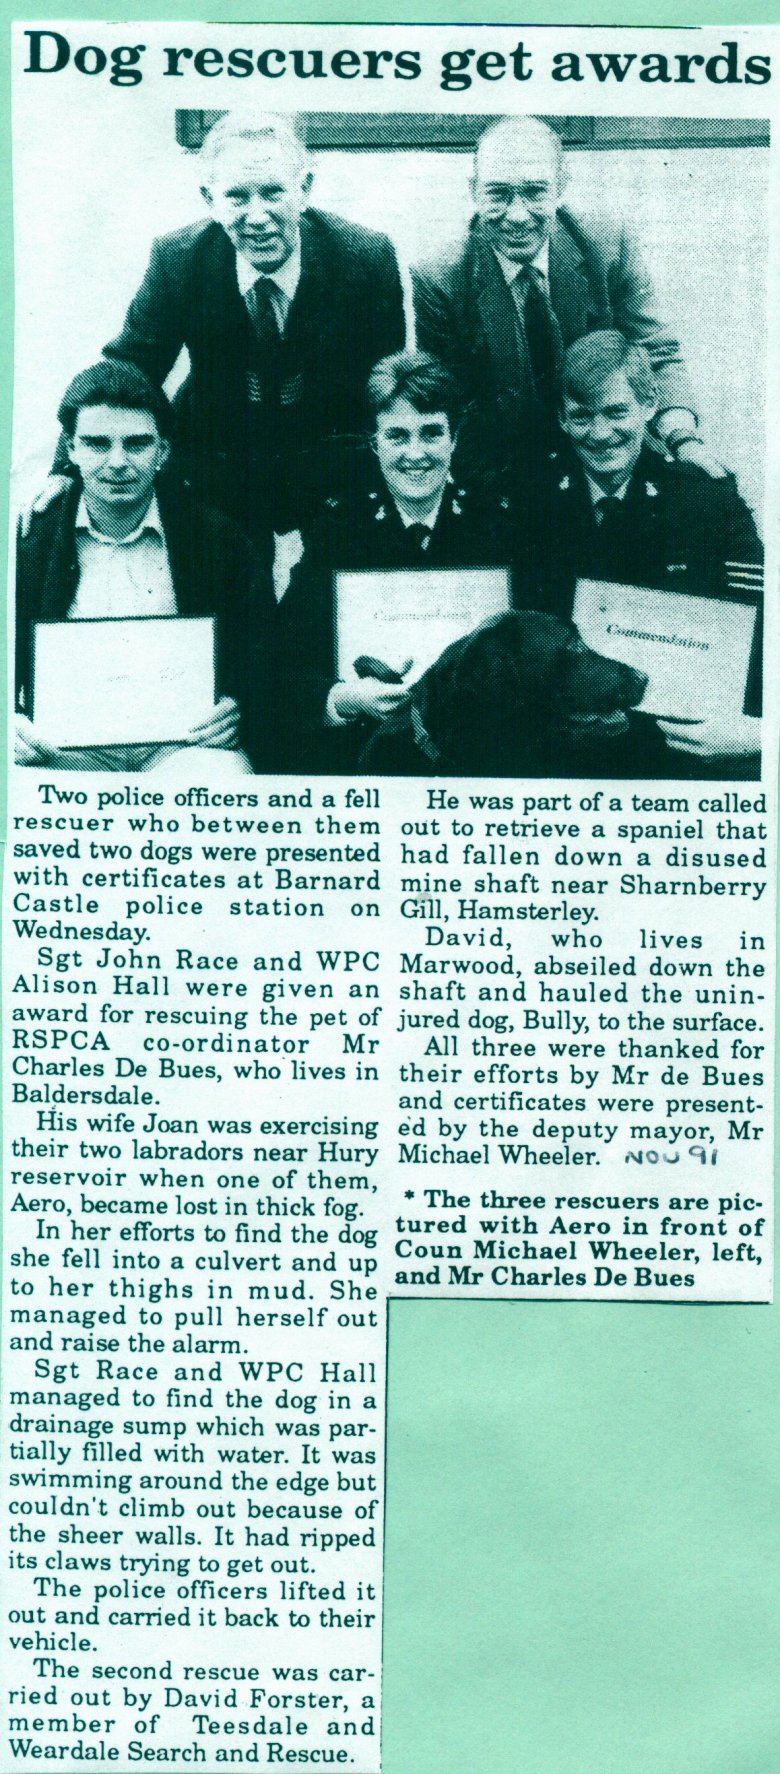 Dog rescuers get awards
Commendation
Commendation
Two police officers and a fell
rescuer who between them
saved two dogs were presented
with certificates at Barnard
Castle police station on
Wednesday.
Sgt John Race and WPC
Alison Hall were given an
award for rescuing the pet of
RSPCA co-ordinator Mr
Charles De Bues, who lives in
Baldersdale.
His wife Joan was exercising
their two labradors near Hury
reservoir when one of them,
Aero, became lost in thick fog.
In her efforts to find the dog
she fell into a culvert and up
to her thighs in mud. She
managed to pull herself out
and raise the alarm.
Sgt Race and WPC Hall
managed to find the dog in a
drainage sump which was par-
tially filled with water. It was
swimming around the edge but
couldn't climb out because of
the sheer walls. It had ripped
its claws trying to get out.
The police officers lifted it
out and carried it back to their
vehicle.
The second rescue was car-
ried out by David Forster, a
member of Teesdale and
Weardale Search and Rescue.
He was part of a team called
out to retrieve a spaniel that
had fallen down a disused
mine shaft near Sharnberry
Gill, Hamsterley.
David, who lives in
Marwood, abseiled down the
shaft and hauled the unin-
jured dog, Bully, to the surface.
All three were thanked for
their efforts by Mr de Bues
and certificates were present-
ed by the deputy mayor, Mr
Michael Wheeler. NOV 91
* The three rescuers are pic-
tured with Aero in front of
Coun Michael Wheeler, left,
and Mr Charles De Bues